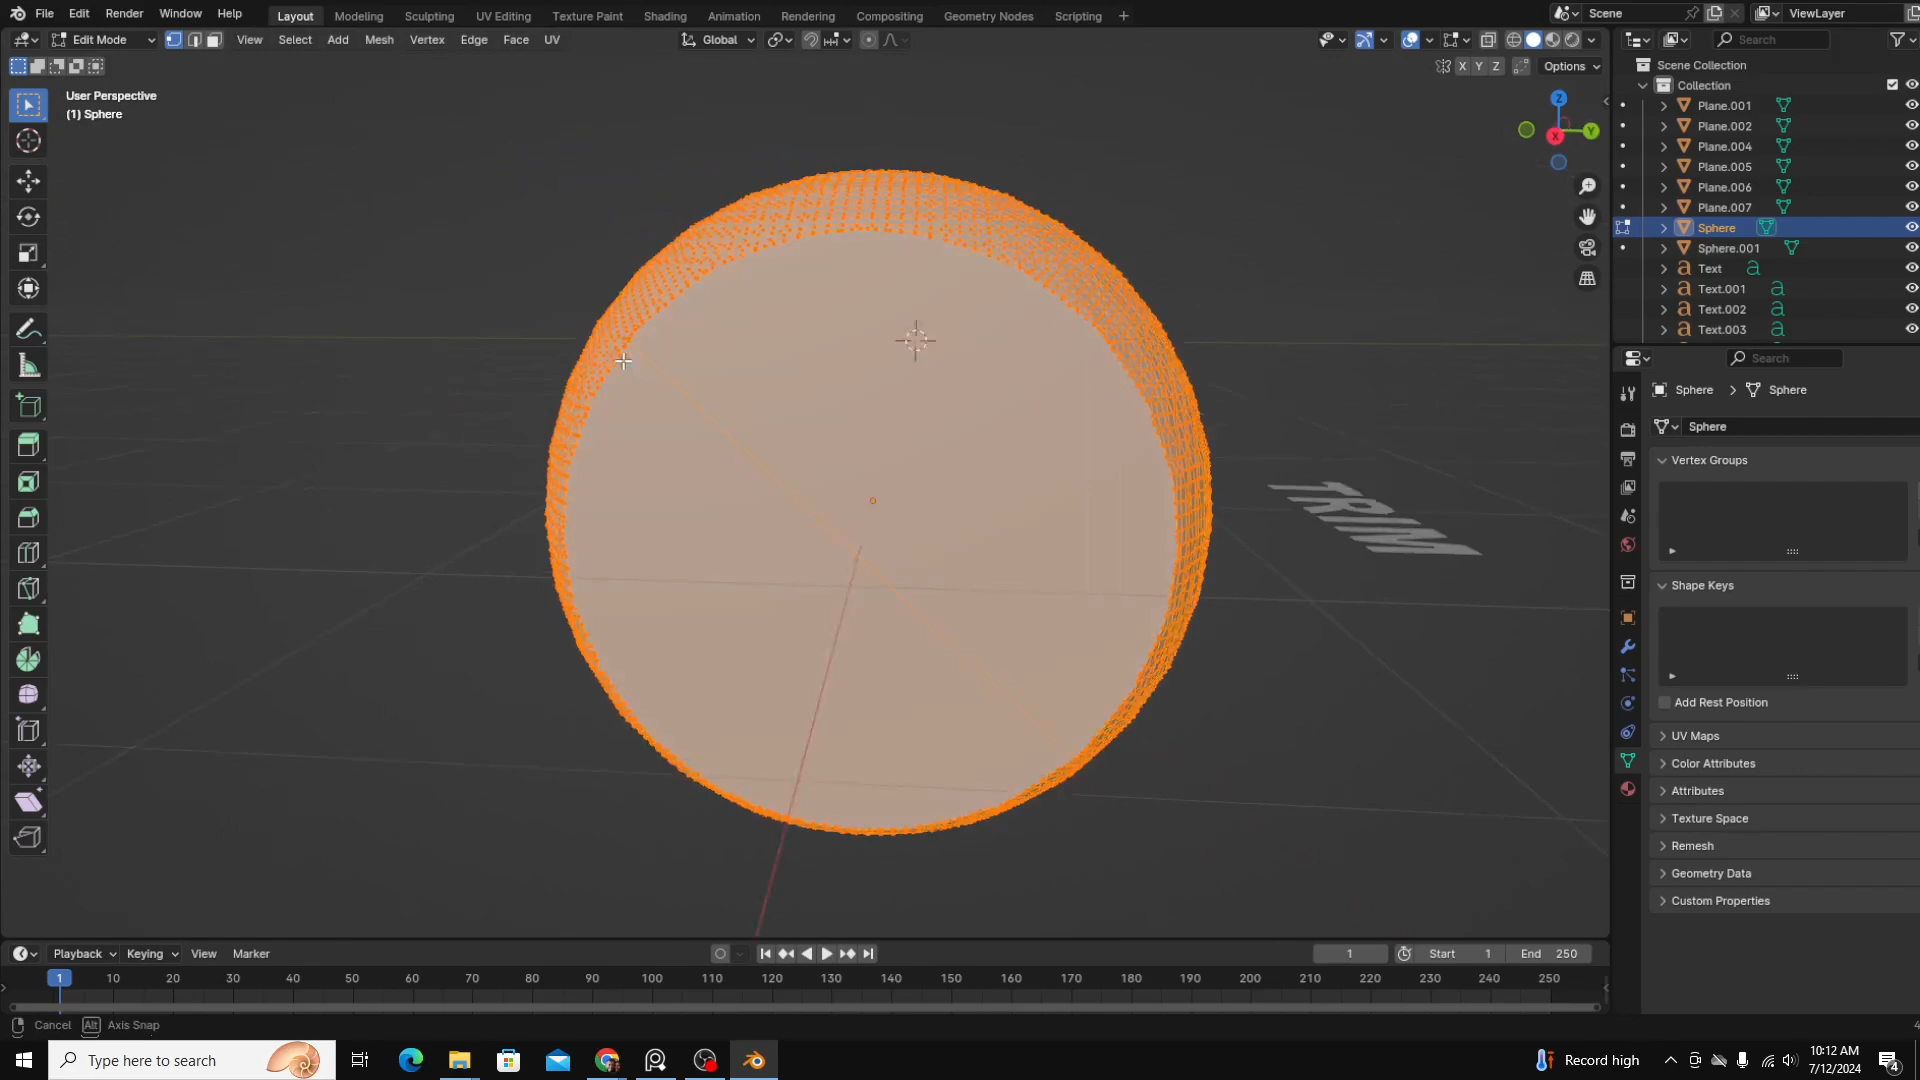 File Edit Render Window Help Layout Modeling Sculpting UV Editing Texture Paint Shading Animation Rendering Compositing Geometry Nodes Scripting + Scene ViewLayer
Edit Mode View Select Add Mesh Vertex Edge Face UV Global Search
X Y Z Options
User Perspective
(1) Sphere
Z
X Y
TRIM
Scene Collection
Collection
Plane.001
Plane.002
Plane.004
Plane.005
Plane.006
Plane.007
Sphere
Sphere.001
a Text a
a Text.001 a
a Text.002 a
a Text.003
Search
Sphere > Sphere
Sphere
Vertex Groups
Shape Keys
Add Rest Position
UV Maps
Color Attributes
Attributes
Texture Space
Remesh
Geometry Data
Custom Properties
Playback Keying View Marker 1 Start 1 End 250
1 10 20 30 40 50 60 70 80 90 100 110 120 130 140 150 160 170 180 190 200 210 220 230 240 250
Cancel Alt Axis Snap
Type here to search Record high 10:12 AM
7/12/2024
4